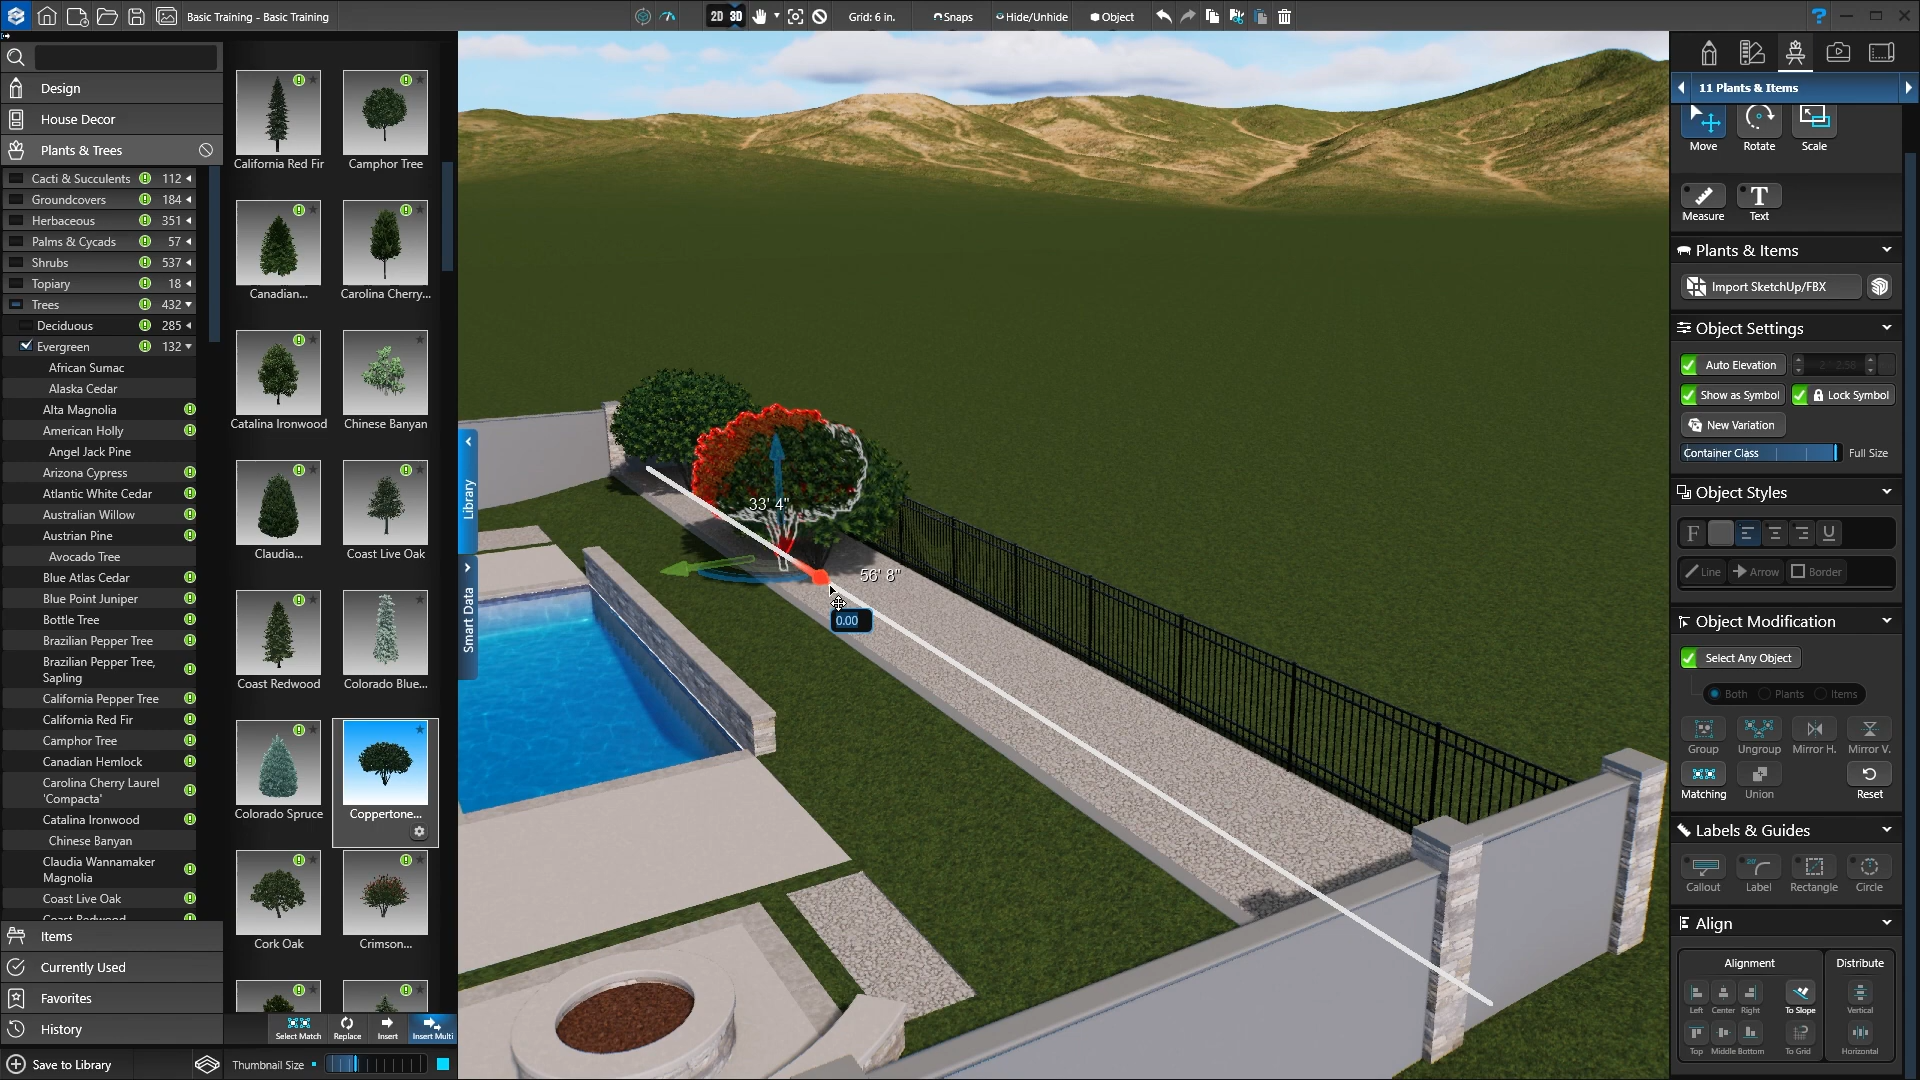 Basic Training - Basic Training
2D 3D
Grid: 6 in.
Snaps
Hide/Unhide
Object
?
Design
House Decor
Plants & Trees
Cacti & Succulents 112
Groundcovers 184
Herbaceous 351
Palms & Cycads 57
Shrubs 537
Topiary 18
Trees 432
Deciduous 285
Evergreen 132
African Sumac
Alaska Cedar
Alta Magnolia
American Holly
Angel Jack Pine
Arizona Cypress
Atlantic White Cedar
Australian Willow
Austrian Pine
Avocado Tree
Blue Atlas Cedar
Blue Point Juniper
Bottle Tree
Brazilian Pepper Tree
Brazilian Pepper Tree,
Sapling
California Pepper Tree
California Red Fir
Camphor Tree
Canadian Hemlock
Carolina Cherry Laurel
'Compacta'
Catalina Ironwood
Chinese Banyan
Claudia Wannamaker
Magnolia
Coast Live Oak
Coast Redwood
Items
Currently Used
Favorites
History
Save to Library
California Red Fir
Camphor Tree
Canadian...
Carolina Cherry...
Catalina Ironwood
Chinese Banyan
Claudia...
Coast Live Oak
Coast Redwood
Colorado Blue...
Colorado Spruce
Coppertone...
Cork Oak
Crimson...
Select Match
Replace
Insert
Insert Multi
Thumbnail Size
Library
Smart Data
33' 4"
56' 8"
0.00
11 Plants & Items
Move
Rotate
Scale
Measure
Text
Plants & Items
Import SketchUp/FBX
Object Settings
Auto Elevation
Show as Symbol
Lock Symbol
New Variation
Container Class
Full Size
Object Styles
F
U
Line
Arrow
Border
Object Modification
Select Any Object
Both
Plants
Items
Group
Ungroup
Mirror H.
Mirror V.
Matching
Union
Reset
Labels & Guides
Callout
Label
Rectangle
Circle
Align
Alignment
Distribute
Left
Center
Right
To Slope
Vertical
Top
Middle
Bottom
To Grid
Horizontal